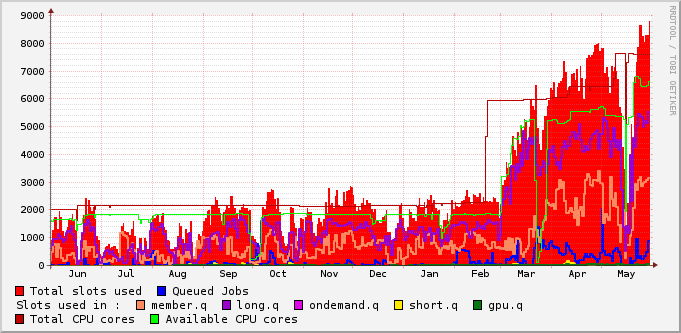 RRDTOOL / TOBI OETIKER
9000
8000
7000
6000
5000
4000
3000
2000
1000
0
Jun Jul Aug Sep Oct Nov Dec Jan Feb Mar Apr May
Total slots used Queued Jobs
Slots used in : member.q long.q ondemand.q short.q gpu.q
Total CPU cores Available CPU cores